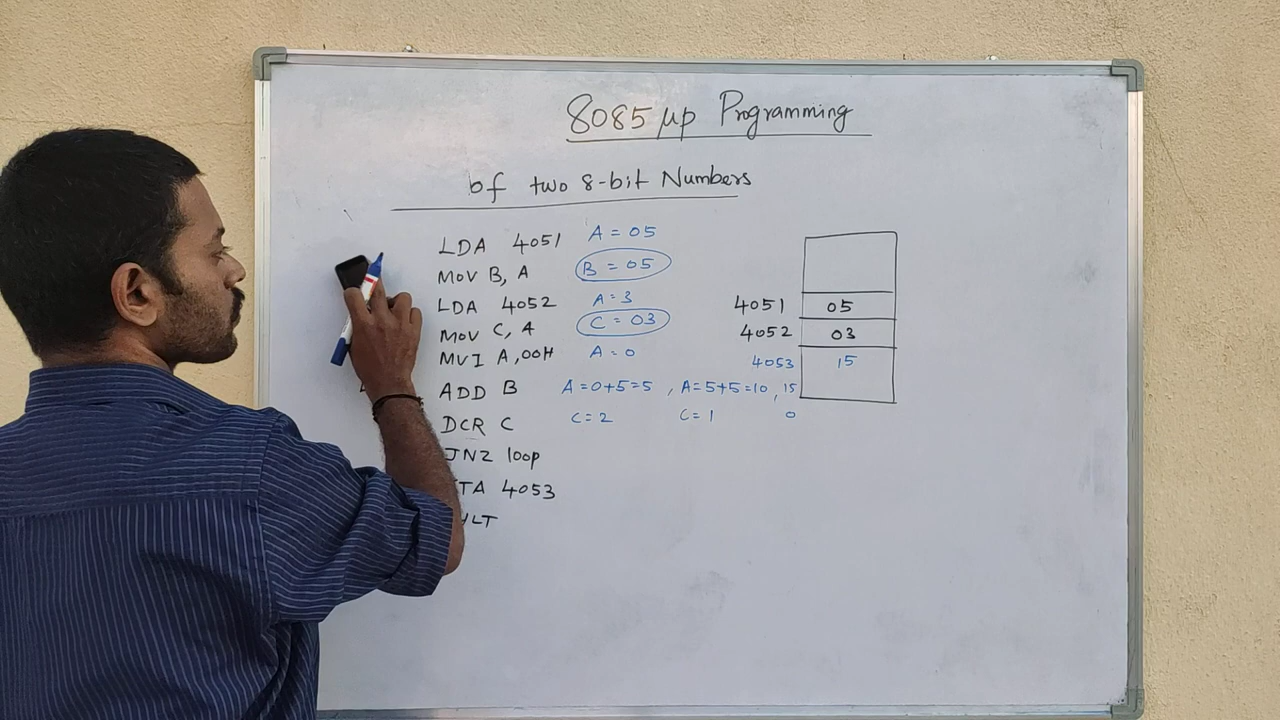 8085 µp Programming
of two 8-bit Numbers
LDA 4051 A = 05
MOV B, A B = 05
LDA 4052 A = 3
MOV C, A C = 03
MVI A,00H A = 0
ADD B A = 0+5=5 , A=5+5=10, 15
DCR C C = 2 C = 1 0
JNZ loop
TA 4053
HLT
4051 05
4052 03
4053 15